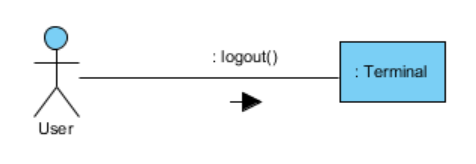 : logout()
: Terminal
User